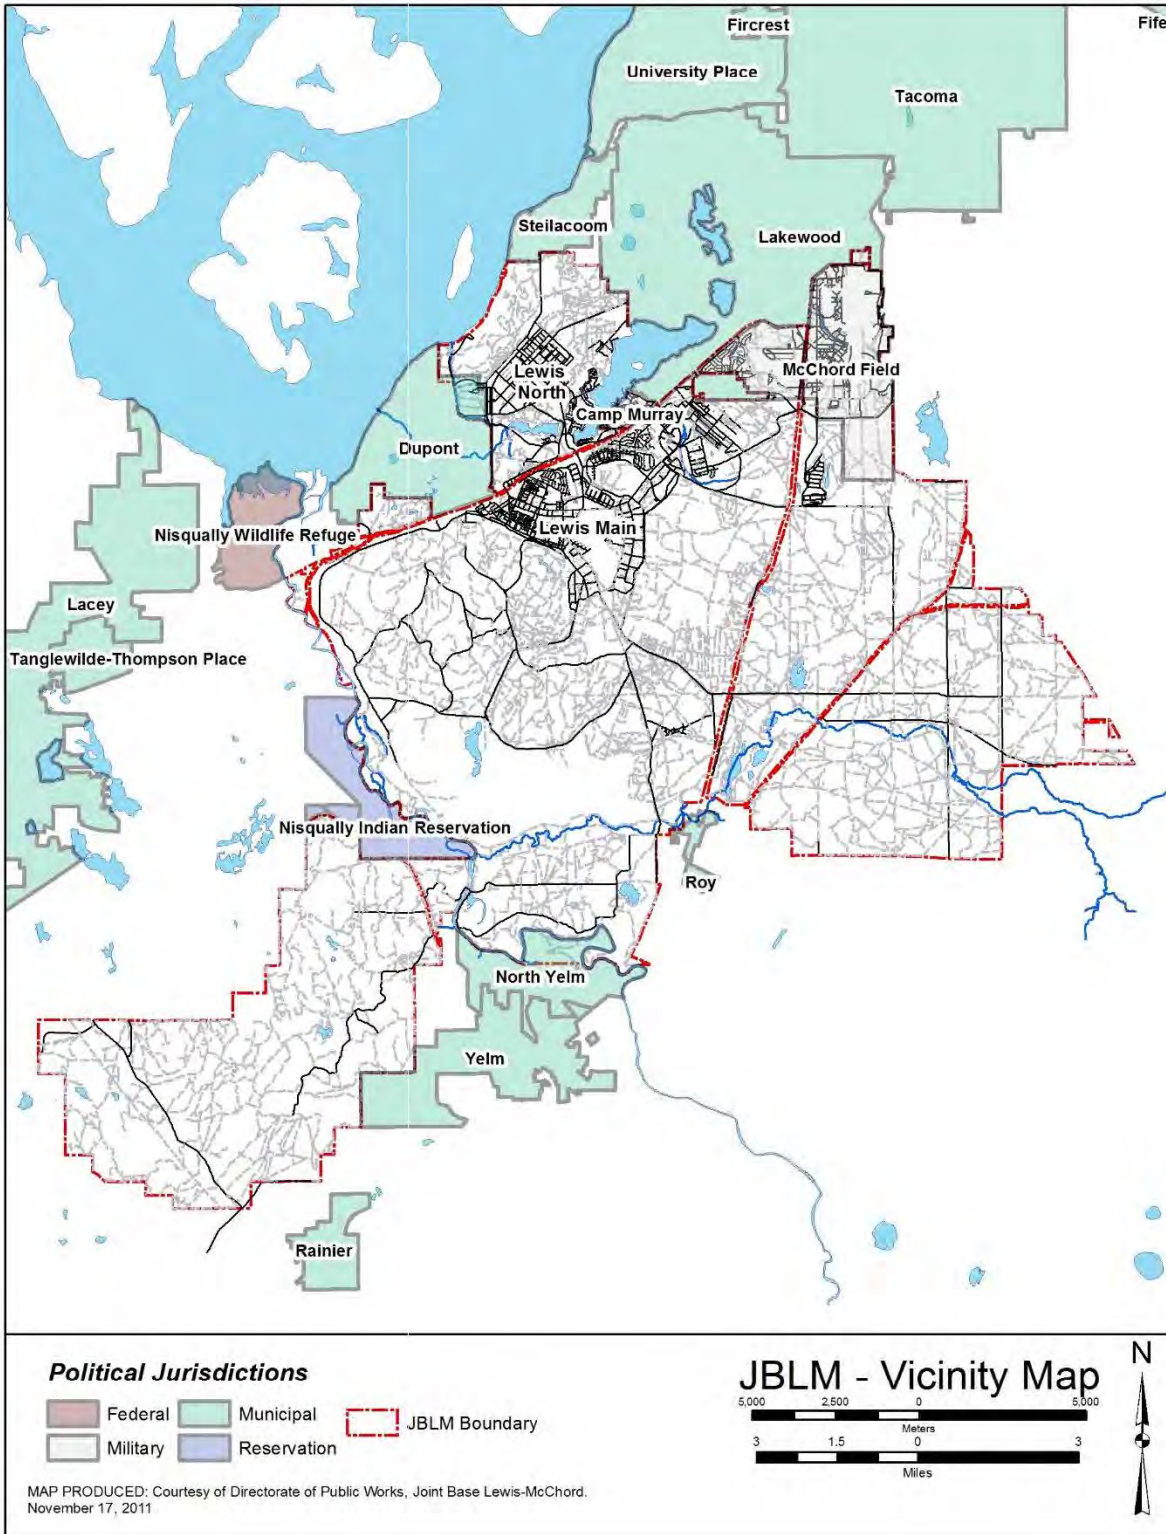 Fircrest
Fife
University Place
Tacoma
Steilacoom
Lakewood
Lewis
North
McChord Field
Camp Murray
Dupont
Lewis Main
Nisqually Wildlife Refuge
Lacey
Tanglewilde-Thompson Place
Nisqually Indian Reservation
Roy
North Yelm
Yelm
Rainier
Political Jurisdictions
Federal
Municipal
JBLM Boundary
Military
Reservation
MAP PRODUCED: Courtesy of Directorate of Public Works, Joint Base Lewis-McChord.
November 17, 2011
JBLM - Vicinity Map
5,000 2,500 0 5,000
Meters
3 1.5 0 3
Miles
N